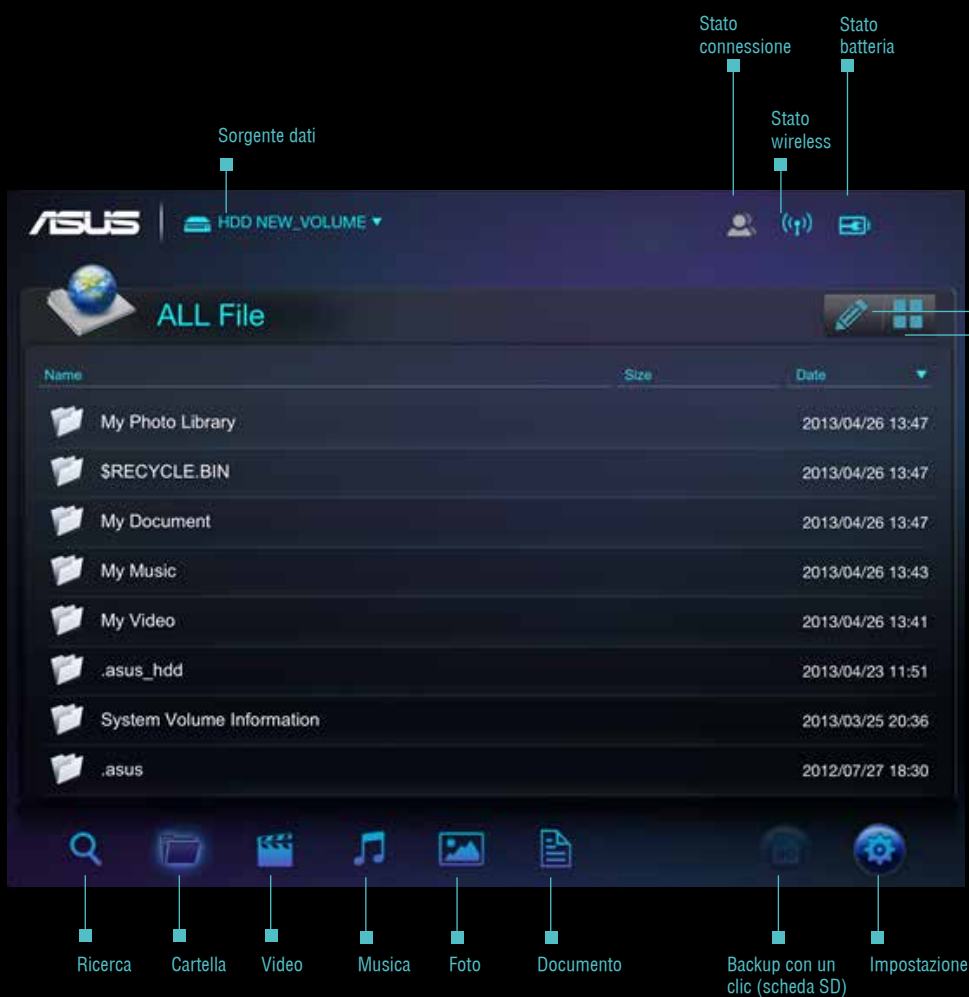 Stato
connessione
Stato
batteria
Stato
wireless
Sorgente dati
ASUS
HDD NEW_VOLUME
ALL File
Name Size Date
My Photo Library 2013/04/26 13:47
$RECYCLE.BIN 2013/04/26 13:47
My Document 2013/04/26 13:47
My Music 2013/04/26 13:43
My Video 2013/04/26 13:41
.asus_hdd 2013/04/23 11:51
System Volume Information 2013/03/25 20:36
.asus 2012/07/27 18:30
Ricerca Cartella Video Musica Foto Documento Backup con un Impostazione
clic (scheda SD)